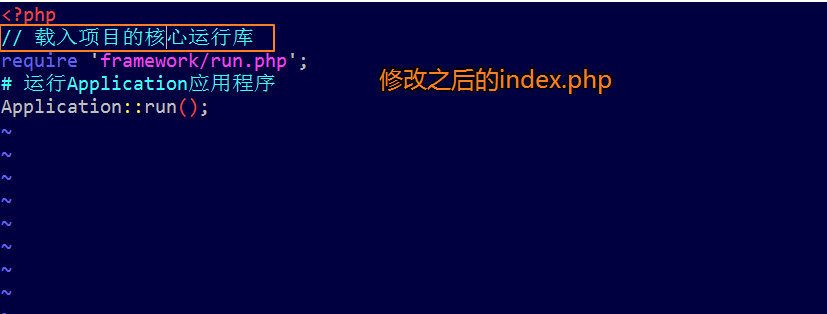 <?php
// 载入项目的核心运行库
require 'framework/run.php';
# 运行Application应用程序
修改之后的index.php
Application::run();
~
~
~
~
~
~
~
~